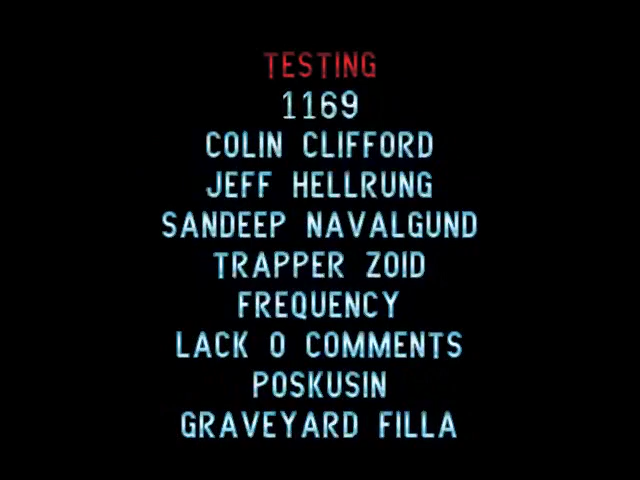 TESTING
1169
COLIN CLIFFORD
JEFF HELLRUNG
SANDEEP NAVALGUND
TRAPPER ZOID
FREQUENCY
LACK O COMMENTS
POSKUSIN
GRAVEYARD FILLA